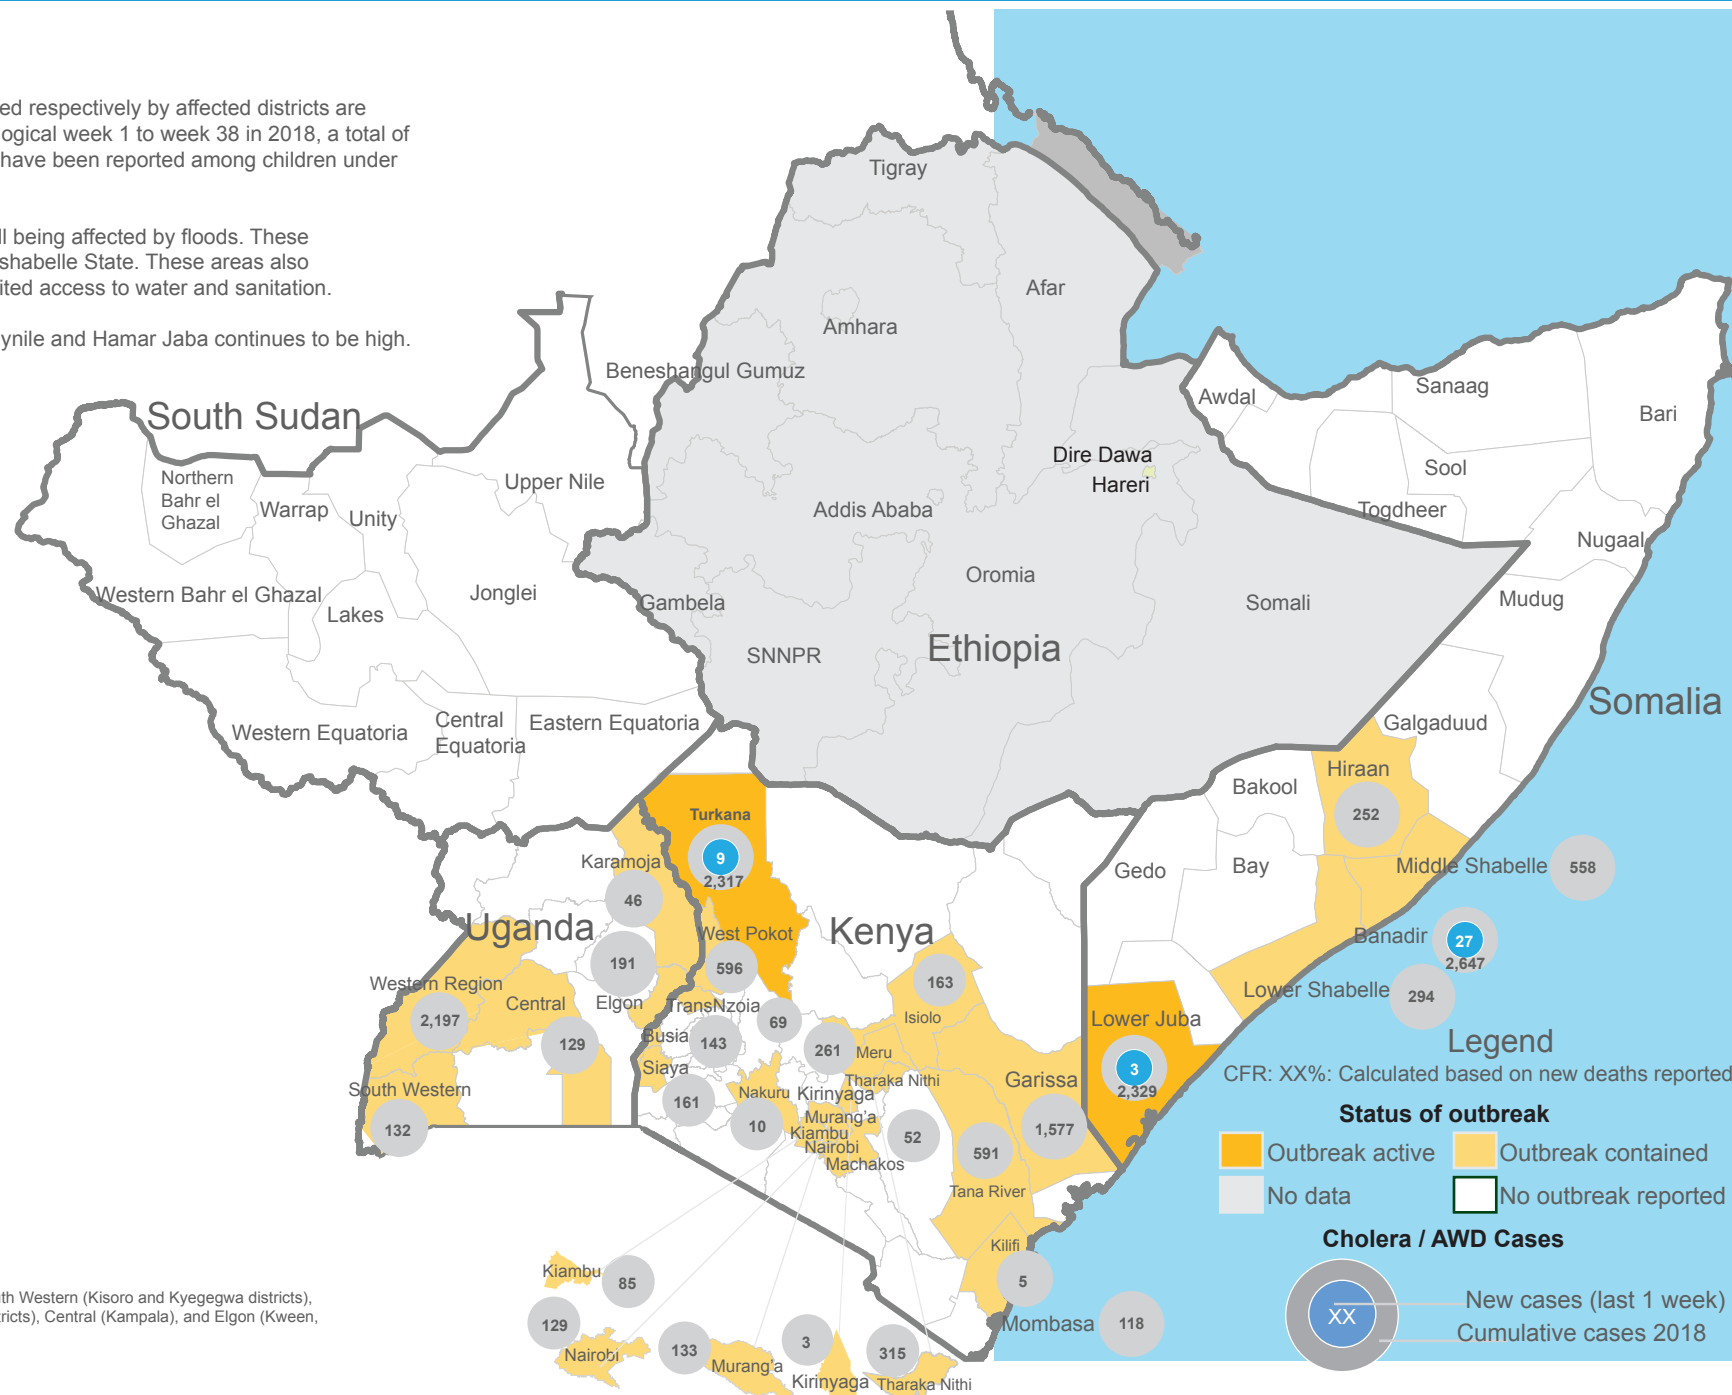 ed respectively by affected districts are
logical week 1 to week 38 in 2018, a total of
have been reported among children under
ll being affected by floods. These
shabelle State. These areas also
ited access to water and sanitation.
ynile and Hamar Jaba continues to be high.
Tigray
Afar
Amhara
Beneshangul Gumuz
South Sudan
Awdal
Sanaag
Bari
Dire Dawa
Hareri
Sool
Northern
Bahr el
Ghazal
Warrap
Unity
Upper Nile
Addis Ababa
Togdheer
Nugaal
Western Bahr el Ghazal
Lakes
Jonglei
Gambela
Oromia
Somali
Mudug
SNNPR
Ethiopia
Somalia
Western Equatoria
Central
Equatoria
Eastern Equatoria
Galgaduud
Hiraan
252
Bakool
Turkana
9
2,317
Karamoja
46
Gedo
Bay
Middle Shabelle
558
Uganda
West Pokot
596
Kenya
Banadir
27
2,647
191
Elgon
163
Isiolo
Western Region
2,197
Central
129
TransNzoia
69
Lower Shabelle
294
Busia
143
261
Meru
Lower Juba
3
2,329
Siaya
161
Nakuru
10
Kirinyaga
Tharaka Nithi
Garissa
1,577
South Western
132
Murang'a
Kiambu
Nairobi
Machakos
52
591
Tana River
Legend
CFR: XX%: Calculated based on new deaths reported
Status of outbreak
Outbreak active
Outbreak contained
No data
No outbreak reported
Cholera / AWD Cases
XX
New cases (last 1 week)
Cumulative cases 2018
Kilifi
5
Mombasa
118
Kiambu
85
129
Nairobi
133
Murang'a
3
Kirinyaga
315
Tharaka Nithi
th Western (Kisoro and Kyegegwa districts),
ricts), Central (Kampala), and Elgon (Kween,